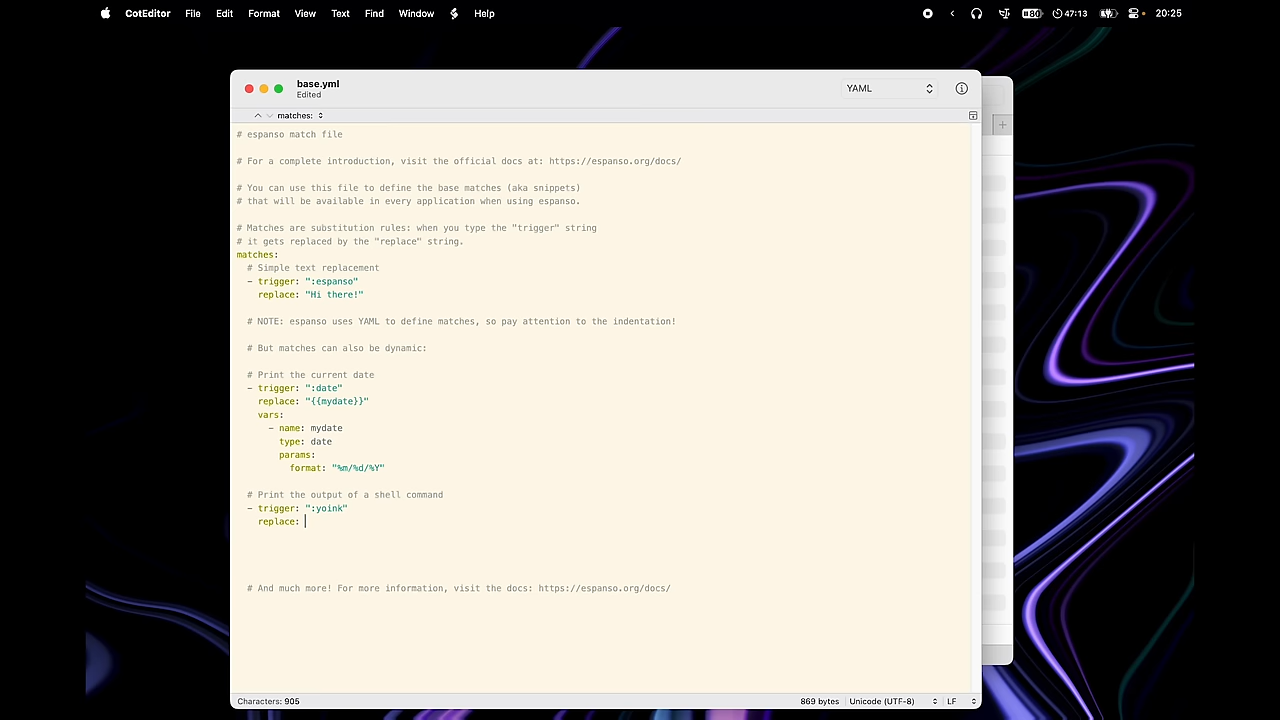 CotEditor File Edit Format View Text Find Window Help 80 47:13 20:25
base.yml
Edited
YAML
matches:
# espanso match file
# For a complete introduction, visit the official docs at: https://espanso.org/docs/
# You can use this file to define the base matches (aka snippets)
# that will be available in every application when using espanso.
# Matches are substitution rules: when you type the "trigger" string
# it gets replaced by the "replace" string.
matches:
# Simple text replacement
- trigger: ":espanso"
replace: "Hi there!"
# NOTE: espanso uses YAML to define matches, so pay attention to the indentation!
# But matches can also be dynamic:
# Print the current date
- trigger: ":date"
replace: "{{mydate}}"
vars:
- name: mydate
type: date
params:
format: "%m/%d/%Y"
# Print the output of a shell command
- trigger: ":yoink"
replace:
# And much more! For more information, visit the docs: https://espanso.org/docs/
Characters: 905 869 bytes Unicode (UTF-8) LF